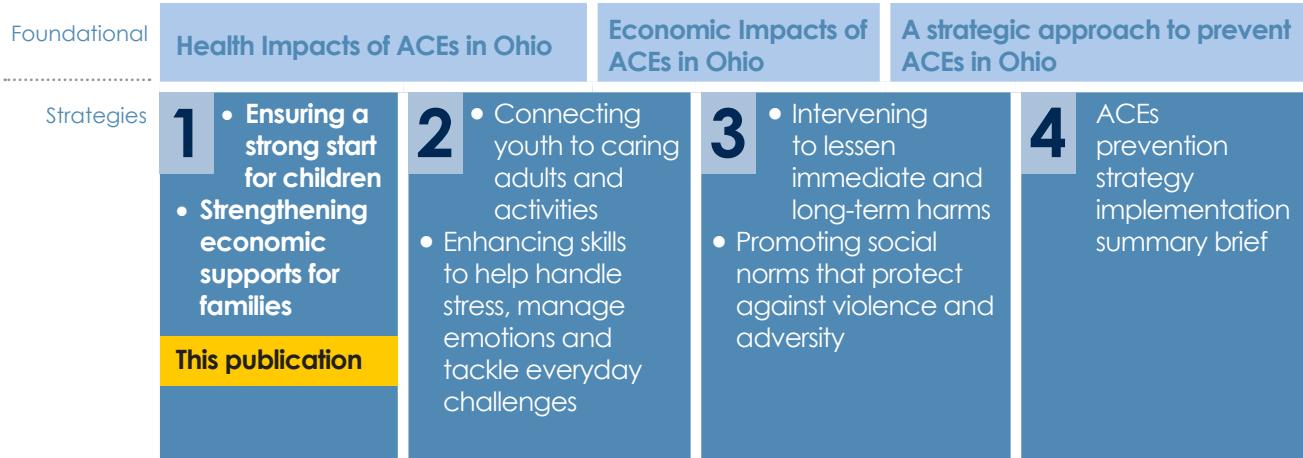 Foundational
Health Impacts of ACEs in Ohio
Economic Impacts of
ACEs in Ohio
A strategic approach to prevent
ACEs in Ohio
Strategies
1
• Ensuring a
strong start
for children
• Strengthening
economic
supports for
families
This publication
2
• Connecting
youth to caring
adults and
activities
• Enhancing skills
to help handle
stress, manage
emotions and
tackle everyday
challenges
3
• Intervening
to lessen
immediate and
long-term harms
• Promoting social
norms that protect
against violence and
adversity
4
ACEs
prevention
strategy
implementation
summary brief